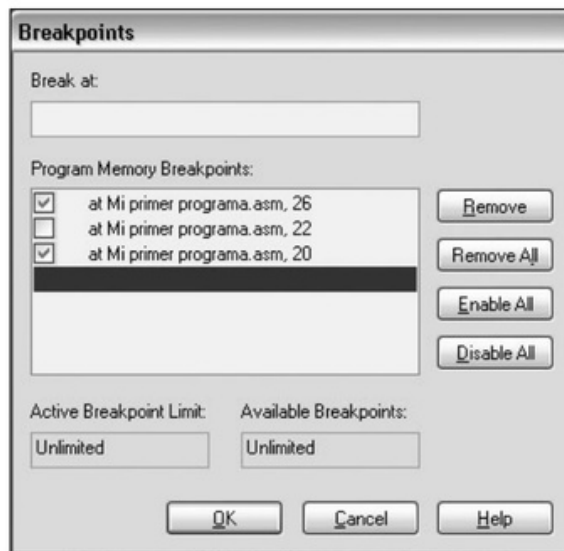 Breakpoints
Break at:
Program Memory Breakpoints:
at Mi primer programa.asm, 26
at Mi primer programa.asm, 22
at Mi primer programa.asm, 20
Remove
Remove All
Enable All
Disable All
Active Breakpoint Limit: Available Breakpoints:
Unlimited Unlimited
OK Cancel Help